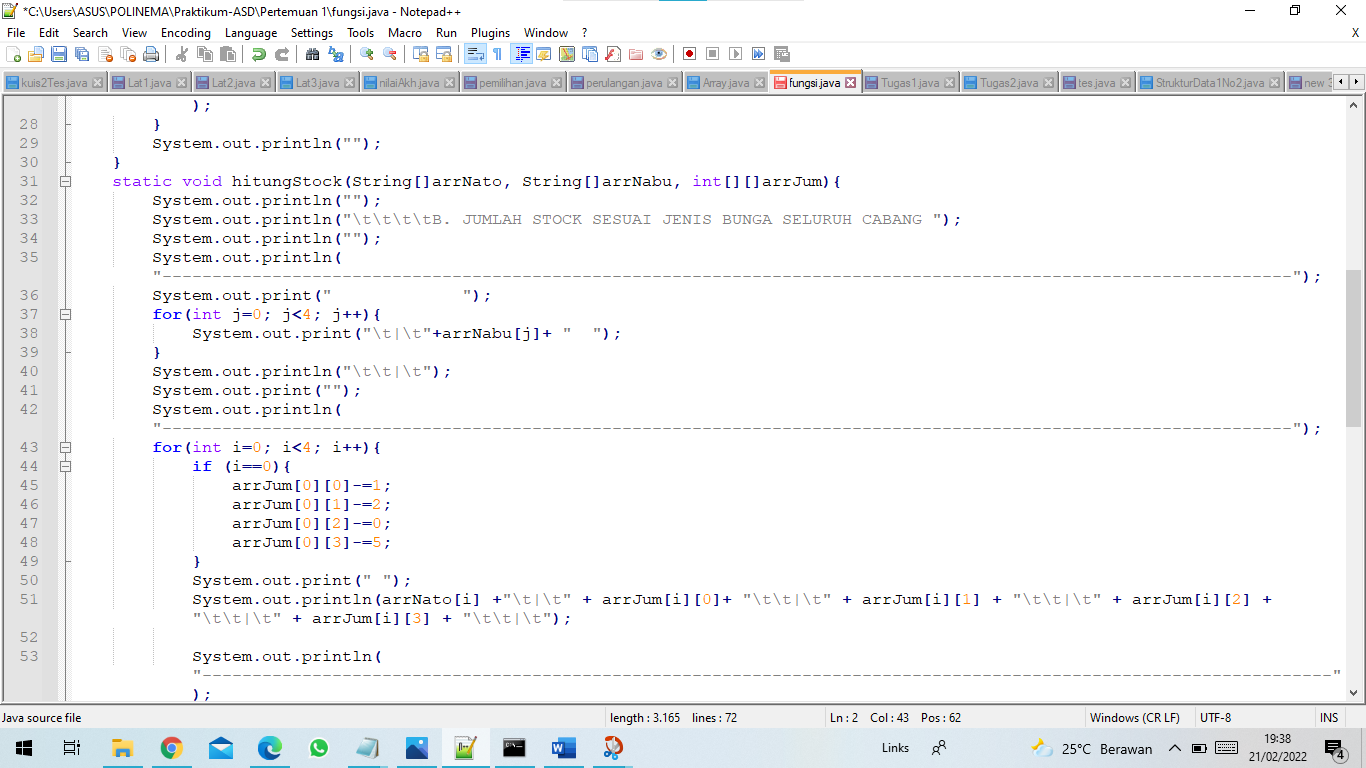 *C:\Users\ASUS\POLINEMA\Praktikum-ASD\Pertemuan 1\fungsi.java - Notepad++
File Edit Search View Encoding Language Settings Tools Macro Run Plugins Window ? X
kuis2Tes.java Lat1.java Lat2.java Lat3.java nilaiAkh.java pemilihan.java perulangan.java Array.java fungsi.java Tugas1.java Tugas2.java tes.java StrukturData1No2.java new 3
);
28 }
29 System.out.println("");
30 }
31 static void hitungStock(String[]arrNato, String[]arrNabu, int[][]arrJum){
32 System.out.println("");
33 System.out.println("\t\t\t\tB. JUMLAH STOCK SESUAI JENIS BUNGA SELURUH CABANG ");
34 System.out.println("");
35 System.out.println(
"-----------------------------------------------------------------------------------------------------------------");
36 System.out.print("             ");
37 for(int j=0; j<4; j++){
38 System.out.print("\t|\t"+arrNabu[j]+ "  ");
39 }
40 System.out.println("\t\t|\t");
41 System.out.print("");
42 System.out.println(
"-----------------------------------------------------------------------------------------------------------------");
43 for(int i=0; i<4; i++){
44 if (i==0){
45 arrJum[0][0]-=1;
46 arrJum[0][1]-=2;
47 arrJum[0][2]-=0;
48 arrJum[0][3]-=5;
49 }
50 System.out.print(" ");
51 System.out.println(arrNato[i] +"\t|\t" + arrJum[i][0]+ "\t\t|\t" + arrJum[i][1] + "\t\t|\t" + arrJum[i][2] +
"\t\t|\t" + arrJum[i][3] + "\t\t|\t");
52
53 System.out.println(
"-----------------------------------------------------------------------------------------------------------------"
);
Java source file length : 3.165 lines : 72 Ln : 2 Col : 43 Pos : 62 Windows (CR LF) UTF-8 INS
Links 25°C Berawan 19:38
21/02/2022 4